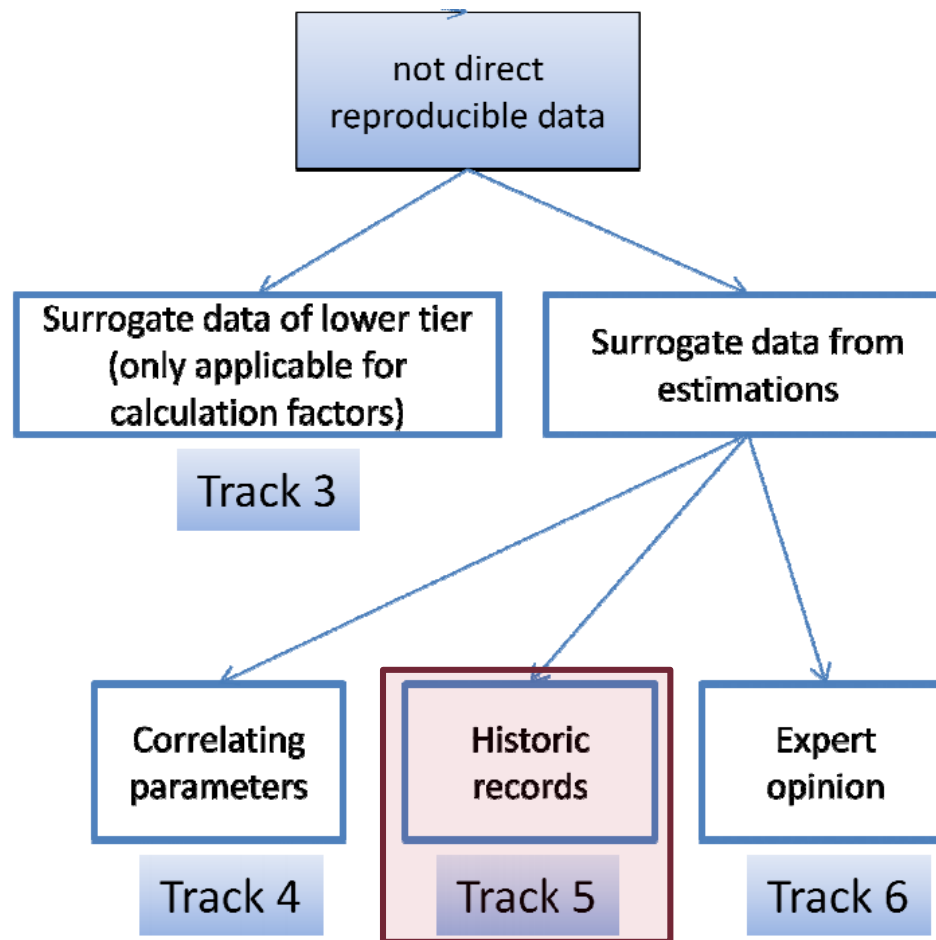 not direct
reproducible data
Surrogate data of lower tier
(only applicable for
calculation factors)
Surrogate data from
estimations
Track 3
Correlating
parameters
Historic
records
Expert
opinion
Track 4
Track 5
Track 6